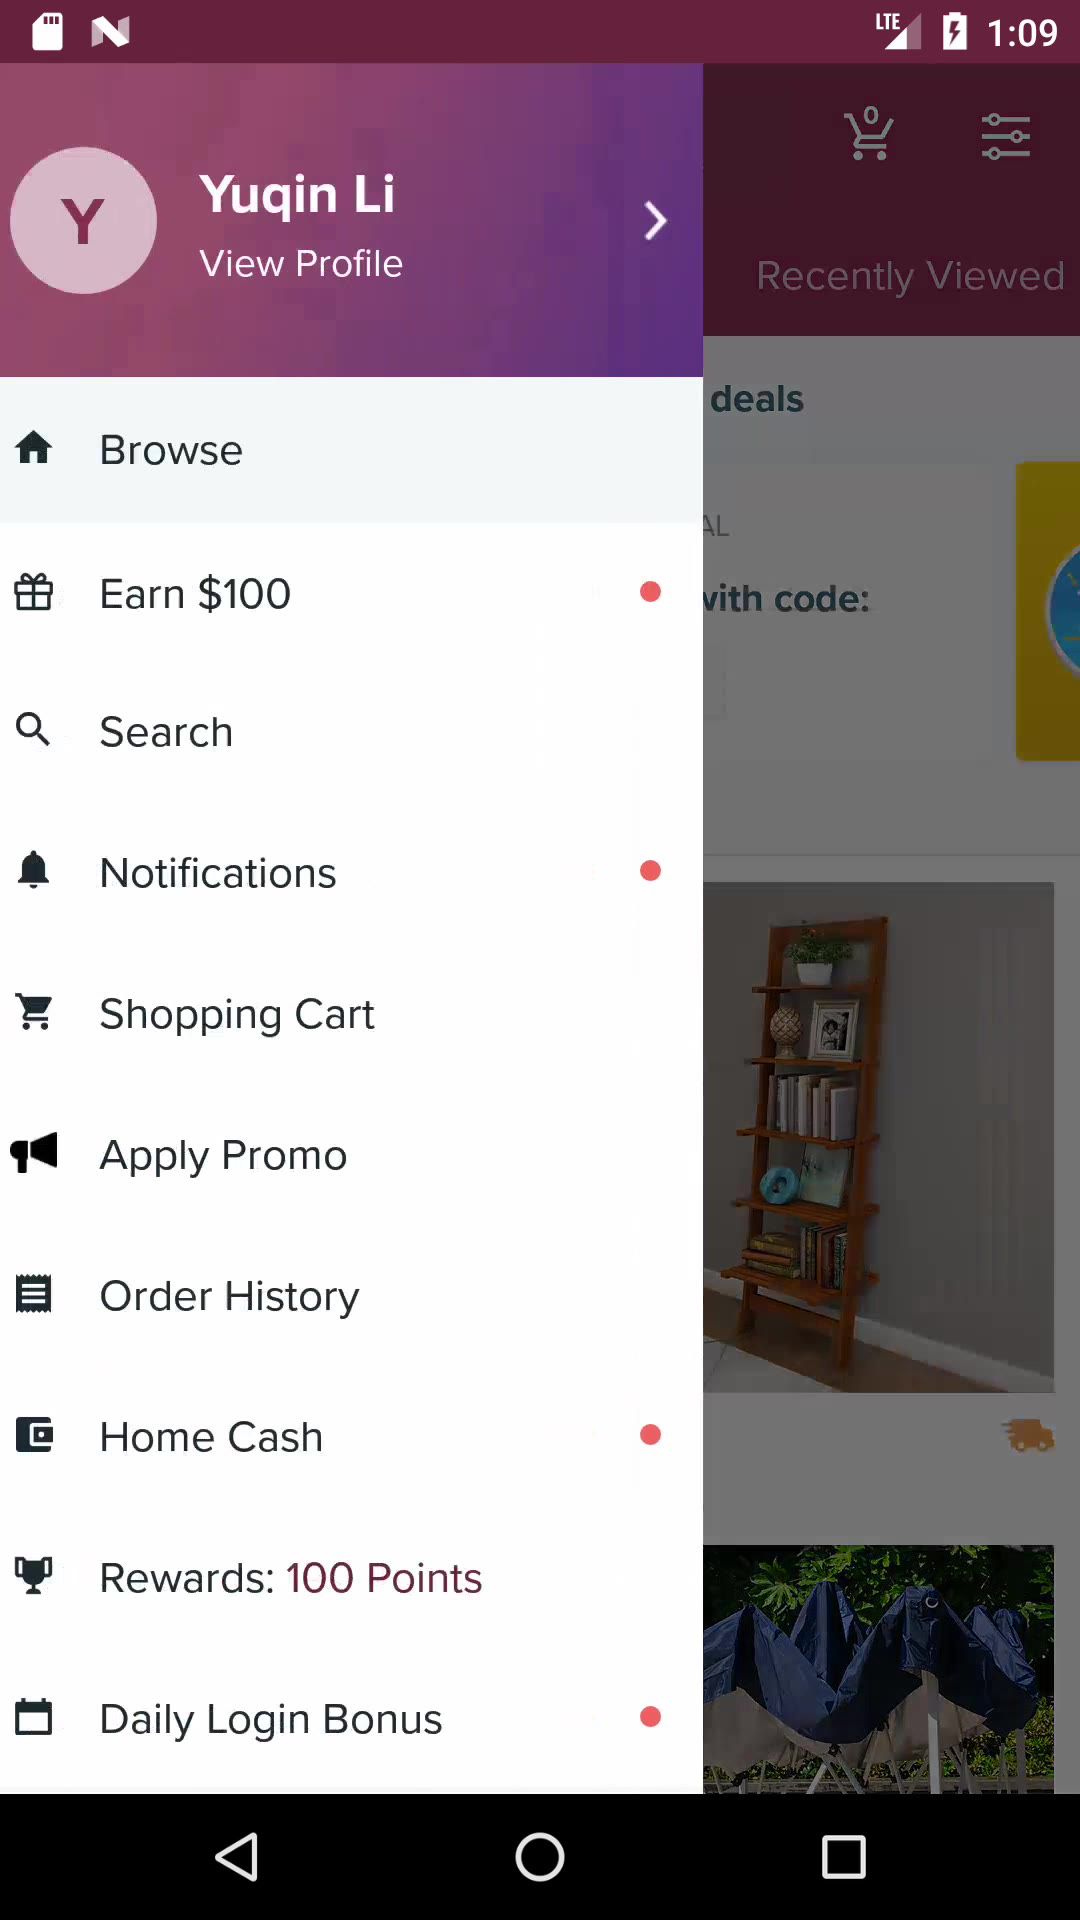 LTE 1:09
Y
Yuqin Li
View Profile
0
Recently Viewed
deals
Browse
AL
Earn $100
with code:
Search
Notifications
Shopping Cart
Apply Promo
Order History
Home Cash
Rewards: 100 Points
Daily Login Bonus